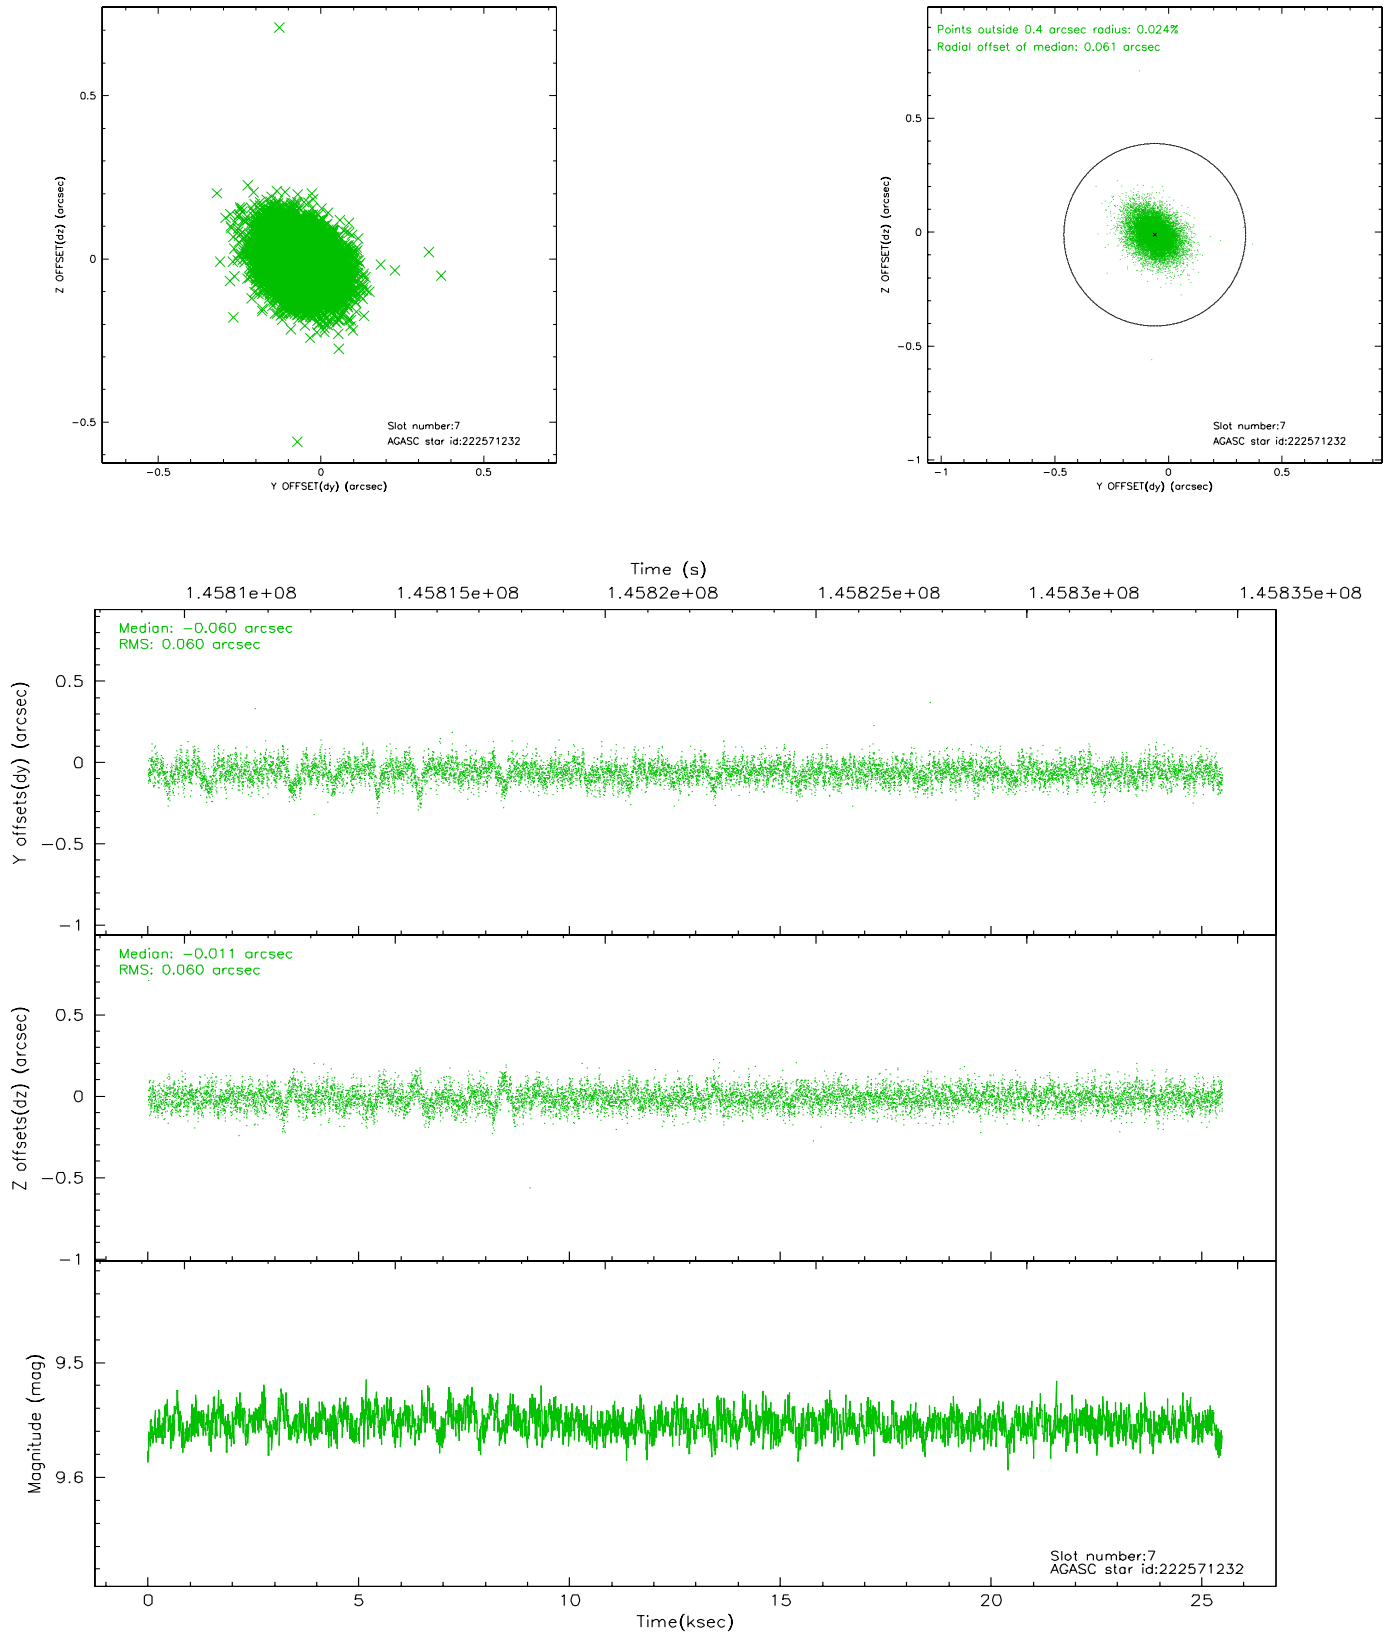 0.5
0
−0.5
Z OFFSET(dz) (arcsec)
Slot number:7
AGASC star id:222571232
−0.5
0
0.5
Y OFFSET(dy) (arcsec)
Points outside 0.4 arcsec radius: 0.024%
Radial offset of median: 0.061 arcsec
0.5
0
−0.5
−1
Z OFFSET(dz) (arcsec)
Slot number:7
AGASC star id:222571232
−1
−0.5
0
0.5
Y OFFSET(dy) (arcsec)
Time (s)
1.4581e+08
1.45815e+08
1.4582e+08
1.45825e+08
1.4583e+08
1.45835e+08
Median: −0.060 arcsec
RMS: 0.060 arcsec
0.5
0
−0.5
−1
Y offsets(dy) (arcsec)
Median: −0.011 arcsec
RMS: 0.060 arcsec
0.5
0
−0.5
−1
Z offsets(dz) (arcsec)
9.5
9.6
Magnitude (mag)
Slot number:7
AGASC star id:222571232
0
5
10
15
20
25
Time(ksec)